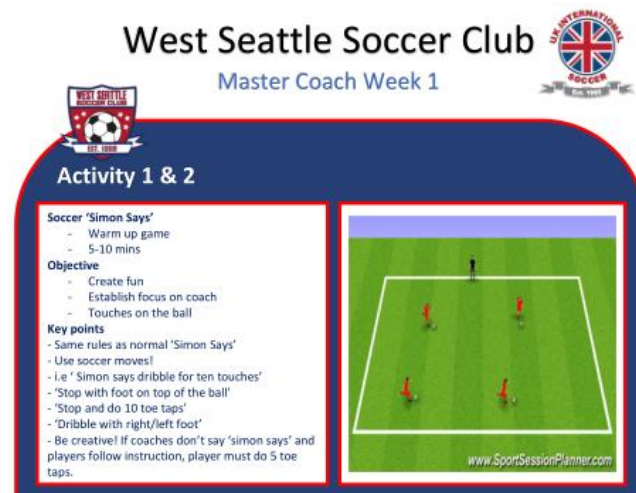 West Seattle Soccer Club
Master Coach Week 1
UK INTERNATIONAL
SOCCER
Est. 1998
WEST SEATTLE
SOCCER CLUB
EST. 1968
Activity 1 & 2
Soccer ‘Simon Says’
- Warm up game
- 5-10 mins
Objective
- Create fun
- Establish focus on coach
- Touches on the ball
Key points
- Same rules as normal ‘Simon Says’
- Use soccer moves!
- i.e ‘ Simon says dribble for ten touches’
- ‘Stop with foot on top of the ball’
- ‘Stop and do 10 toe taps’
- ‘Dribble with right/left foot’
- Be creative! If coaches don’t say ‘simon says’ and
players follow instruction, player must do 5 toe
taps.
www.SportSessionPlanner.com